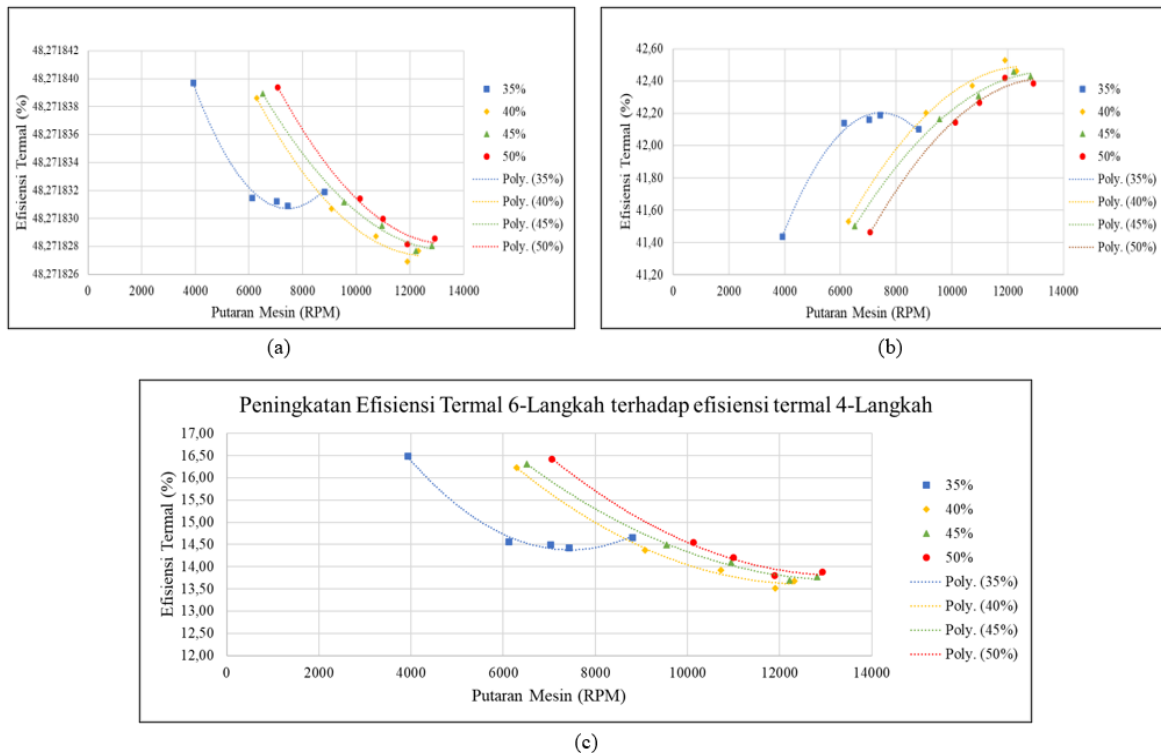 48,271842
48,271840
48,271838
48,271836
48,271834
48,271832
48,271830
48,271828
48,271826
Efisiensi Termal (%)
0 2000 4000 6000 8000 10000 12000 14000
Putaran Mesin (RPM)
35%
40%
45%
50%
Poly. (35%)
Poly. (40%)
Poly. (45%)
Poly. (50%)
(a)
42,60
42,40
42,20
42,00
41,80
41,60
41,40
41,20
Efisiensi Termal (%)
0 2000 4000 6000 8000 10000 12000 14000
Putaran Mesin (RPM)
35%
40%
45%
50%
Poly. (35%)
Poly. (40%)
Poly. (45%)
Poly. (50%)
(b)
Peningkatan Efisiensi Termal 6-Langkah terhadap efisiensi termal 4-Langkah
17,00
16,50
16,00
15,50
15,00
14,50
14,00
13,50
13,00
12,50
12,00
Efisiensi Termal (%)
0 2000 4000 6000 8000 10000 12000 14000
Putaran Mesin (RPM)
35%
40%
45%
50%
Poly. (35%)
Poly. (40%)
Poly. (45%)
Poly. (50%)
(c)